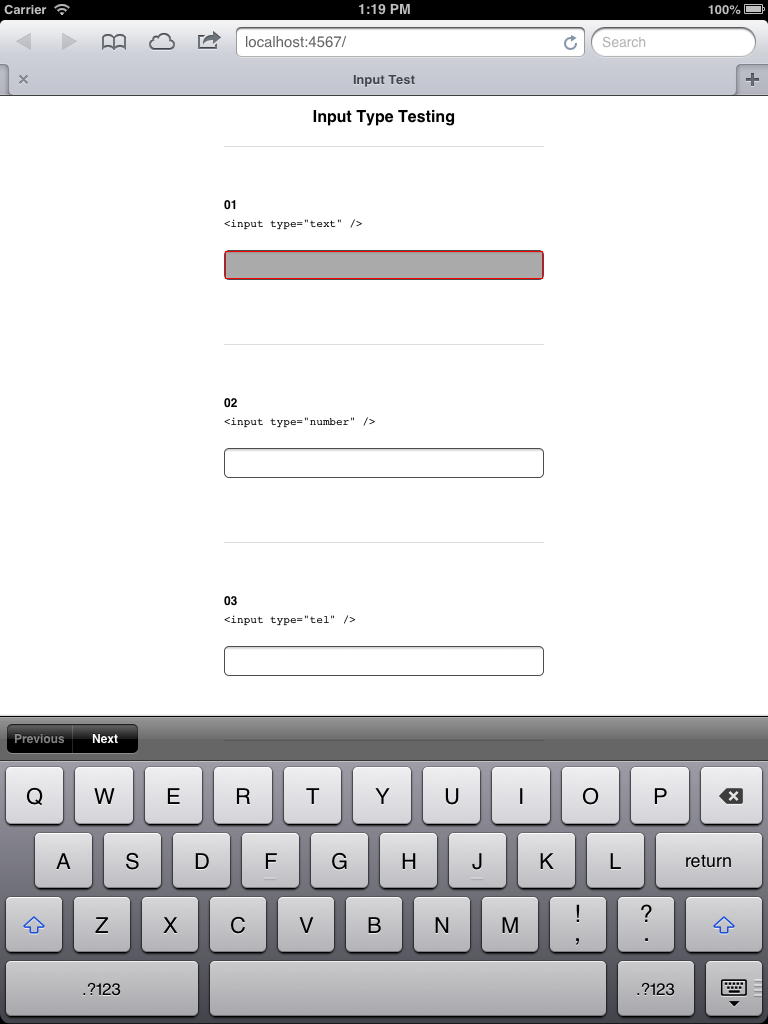 Carrier 1:19 PM 100%
localhost:4567/ Search
Input Test
Input Type Testing
01
<input type="text" />
02
<input type="number" />
03
<input type="tel" />
Previous Next
Q W E R T Y U I O P
A S D F G H J K L return
Z X C V B N M ! , ? .
.?123 .?123